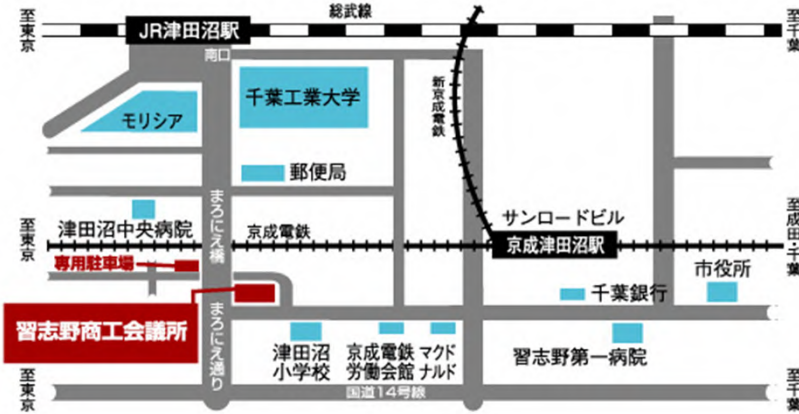 至東京
JR津田沼駅
総武線
至千葉
南口
千葉工業大学
モリシア
新京成電鉄
郵便局
まろにえ橋
津田沼中央病院
サンロードビル
至東京
京成電鉄
京成津田沼駅
至成田・千葉
専用駐車場
市役所
千葉銀行
習志野商工会議所
まろにえ通り
津田沼
小学校
京成電鉄
労働会館
マクド
ナルド
習志野第一病院
至東京
国道14号線
至千葉